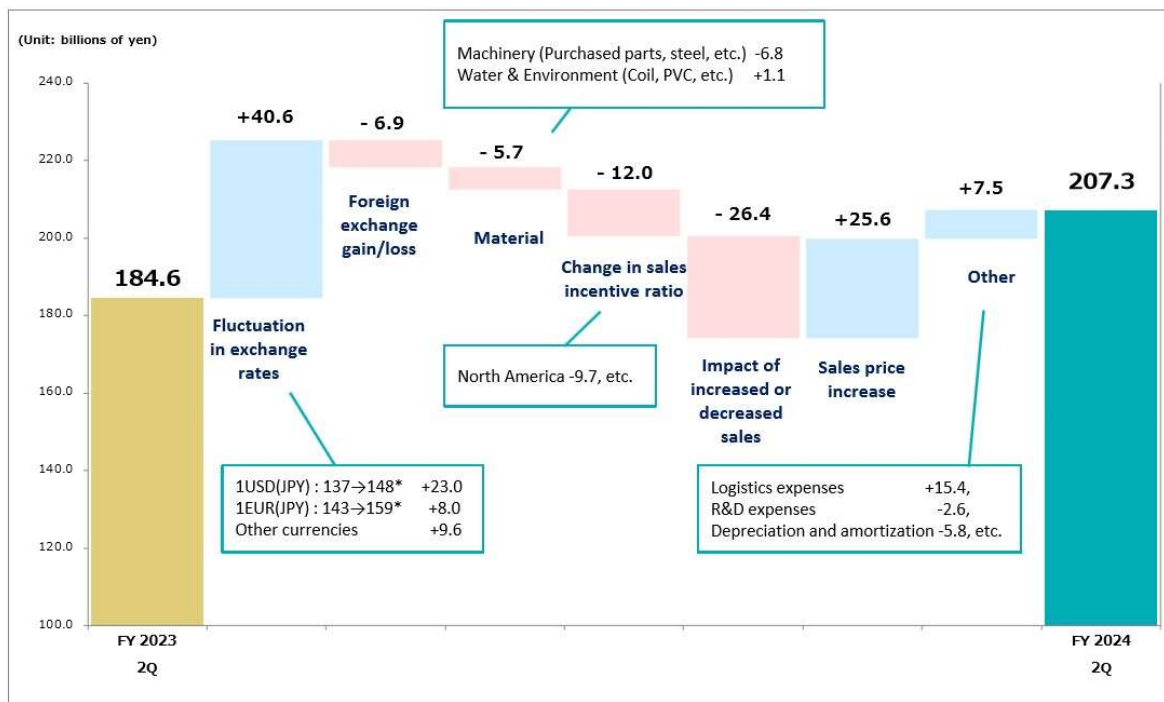 (Unit: billions of yen)
Machinery (Purchased parts, steel, etc.) -6.8
Water & Environment (Coil, PVC, etc.) +1.1
240.0
220.0
200.0
180.0
160.0
140.0
120.0
100.0
184.6
+40.6
Fluctuation
in exchange
rates
- 6.9
Foreign
exchange
gain/loss
- 5.7
Material
- 12.0
Change in sales
incentive ratio
- 26.4
Impact of
increased or
decreased
sales
+25.6
Sales price
increase
+7.5
Other
207.3
North America -9.7, etc.
1USD(JPY) : 137→148* +23.0
1EUR(JPY) : 143→159* +8.0
Other currencies +9.6
Logistics expenses +15.4,
R&D expenses -2.6,
Depreciation and amortization -5.8, etc.
FY 2023
2Q
FY 2024
2Q